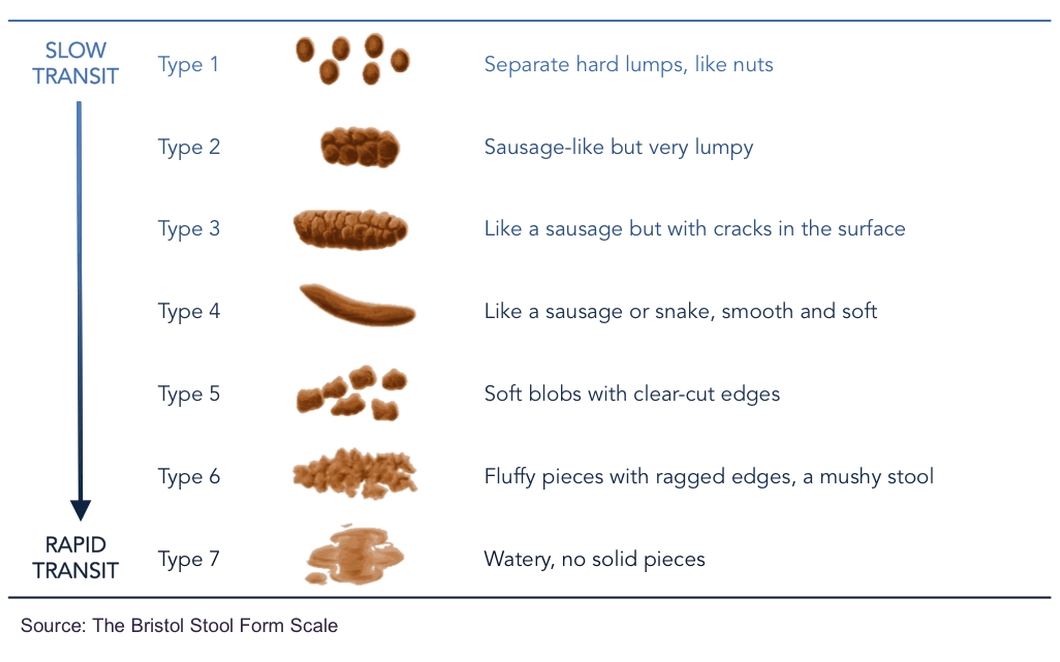 SLOW
TRANSIT
Type 1
Separate hard lumps, like nuts
Type 2
Sausage-like but very lumpy
Type 3
Like a sausage but with cracks in the surface
Type 4
Like a sausage or snake, smooth and soft
Type 5
Soft blobs with clear-cut edges
Type 6
Fluffy pieces with ragged edges, a mushy stool
RAPID
TRANSIT
Type 7
Watery, no solid pieces
Source: The Bristol Stool Form Scale